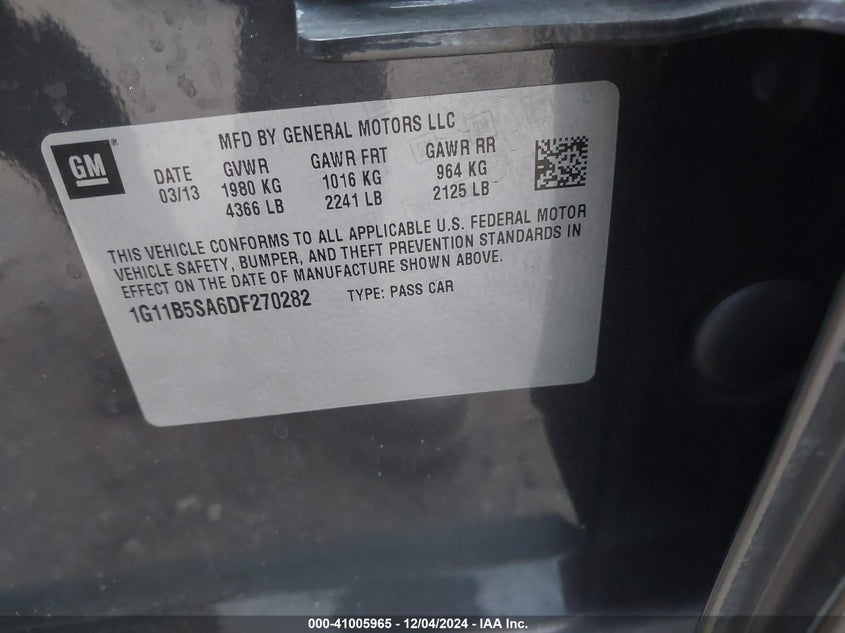 MFD BY GENERAL MOTORS LLC
GM ®
DATE GVWR GAWR FRT GAWR RR
03/13 1980 KG 1016 KG 964 KG
4366 LB 2241 LB 2125 LB
THIS VEHICLE CONFORMS TO ALL APPLICABLE U.S. FEDERAL MOTOR
VEHICLE SAFETY, BUMPER, AND THEFT PREVENTION STANDARDS IN
EFFECT ON THE DATE OF MANUFACTURE SHOWN ABOVE.
1G11B5SA6DF270282 TYPE: PASS CAR
000-41005965 - 12/04/2024 - IAA Inc.